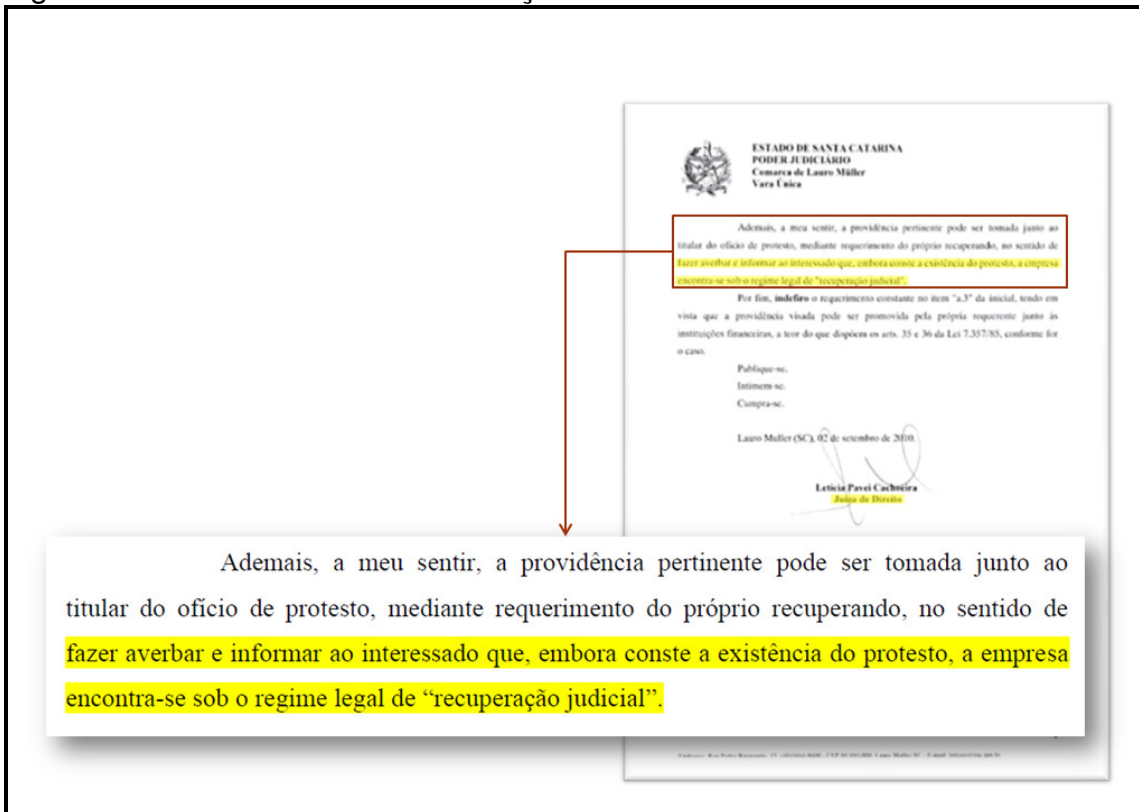 ESTADO DE SANTA CATARINA
PODER JUDICIÁRIO
Comarca de Lauro Müller
Vara Única
Ademais, a meu sentir, a providência pertinente pode ser tomada junto ao
titular do ofício de protesto, mediante requerimento do próprio recuperando, no sentido de
fazer averbar e informar ao interessado que, embora conste a existência do protesto, a empresa
encontra-se sob o regime legal de "recuperação judicial".
Por fim, indefiro o requerimento constante no item "a.3" da inicial, tendo em
vista que a providência visada pode ser promovida pela própria requerente junto às
instituições financeiras, a teor do que dispõem os arts. 35 e 36 da Lei 7.357/85, conforme for
o caso.
Publique-se.
Intimem-se.
Cumpra-se.
Lauro Muller (SC), 02 de setembro de 2010.
Leticia Pavei Cachoeira
Juíza de Direito
Ademais, a meu sentir, a providência pertinente pode ser tomada junto ao
titular do ofício de protesto, mediante requerimento do próprio recuperando, no sentido de
fazer averbar e informar ao interessado que, embora conste a existência do protesto, a empresa
encontra-se sob o regime legal de “recuperação judicial”.